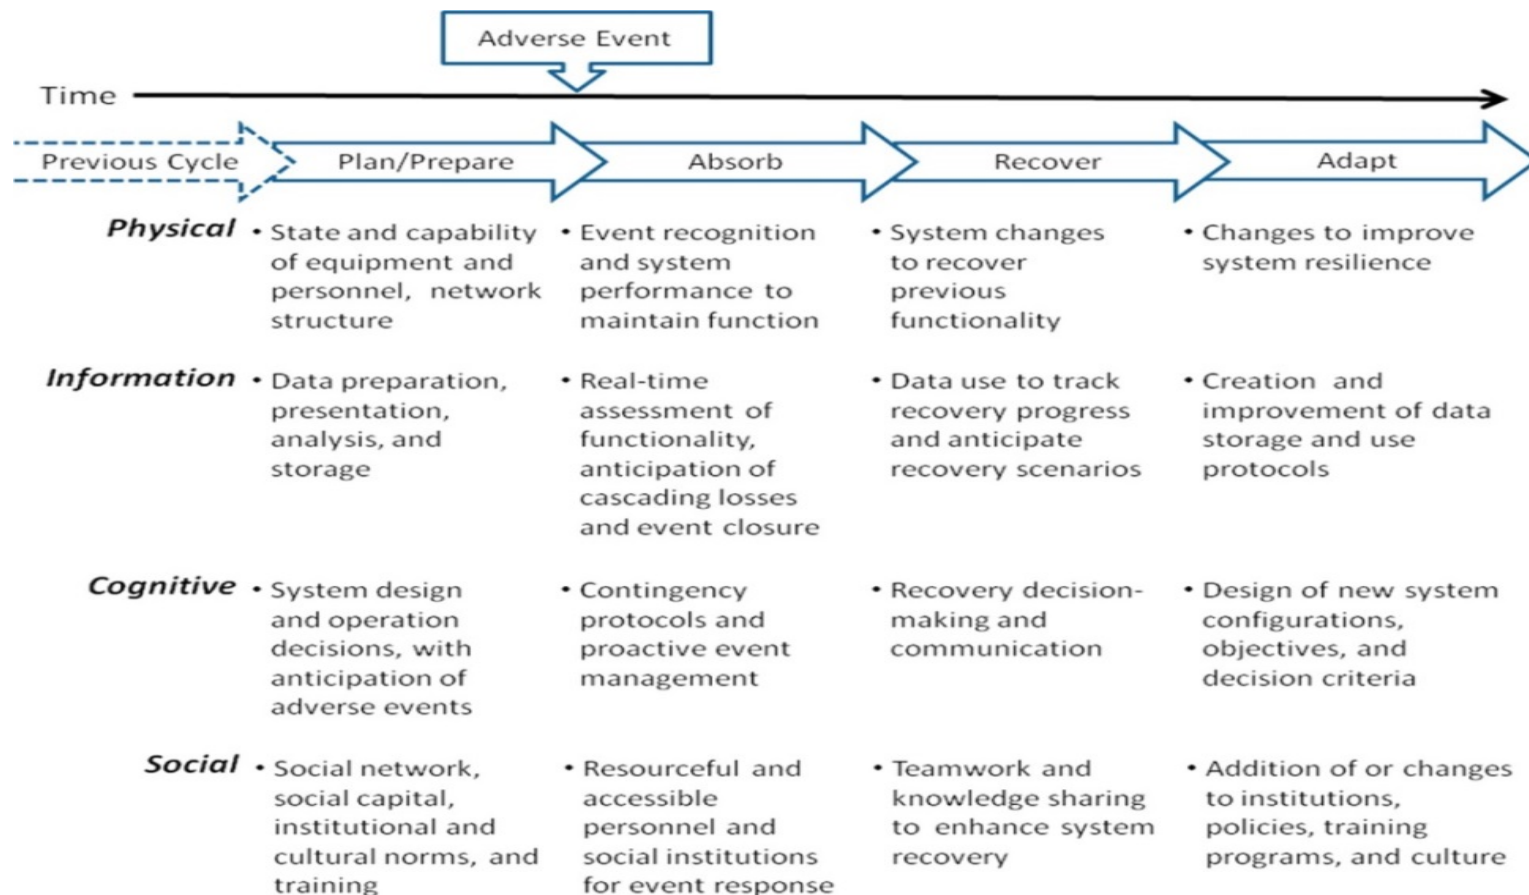 Adverse Event
Time
Previous Cycle
Plan/Prepare
Absorb
Recover
Adapt
Physical
• State and capability
of equipment and
personnel, network
structure
• Event recognition
and system
performance to
maintain function
• System changes
to recover
previous
functionality
• Changes to improve
system resilience
Information
• Data preparation,
presentation,
analysis, and
storage
• Real-time
assessment of
functionality,
anticipation of
cascading losses
and event closure
• Data use to track
recovery progress
and anticipate
recovery scenarios
• Creation and
improvement of data
storage and use
protocols
Cognitive
• System design
and operation
decisions, with
anticipation of
adverse events
• Contingency
protocols and
proactive event
management
• Recovery decision-
making and
communication
• Design of new system
configurations,
objectives, and
decision criteria
Social
• Social network,
social capital,
institutional and
cultural norms, and
training
• Resourceful and
accessible
personnel and
social institutions
for event response
• Teamwork and
knowledge sharing
to enhance system
recovery
• Addition of or changes
to institutions,
policies, training
programs, and culture